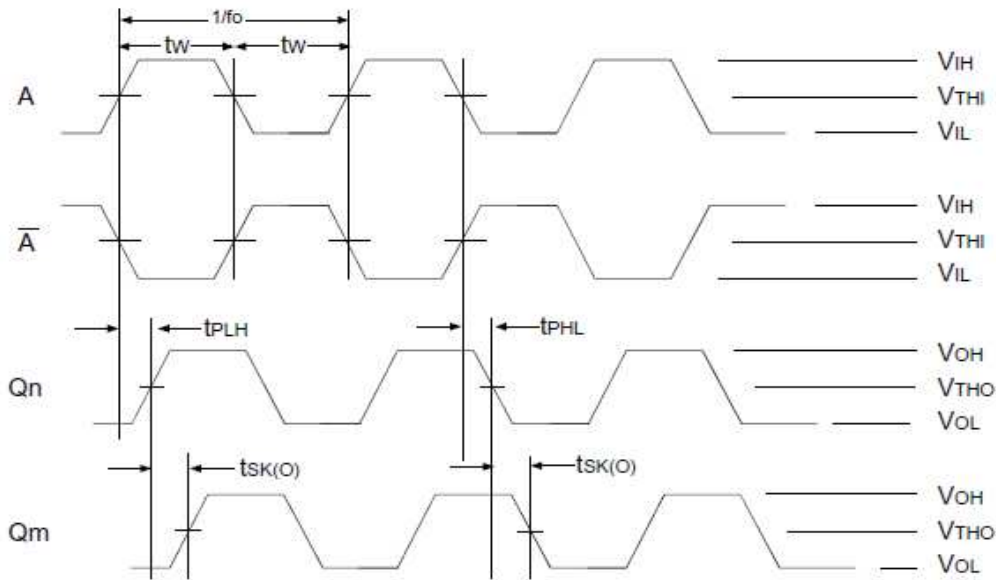 1/fo
tw tw
A
VIH
VTHI
VIL
A
VIH
VTHI
VIL
tPLH tPHL
Qn
VOH
VTHO
VOL
tSK(O) tSK(O)
Qm
VOH
VTHO
VOL